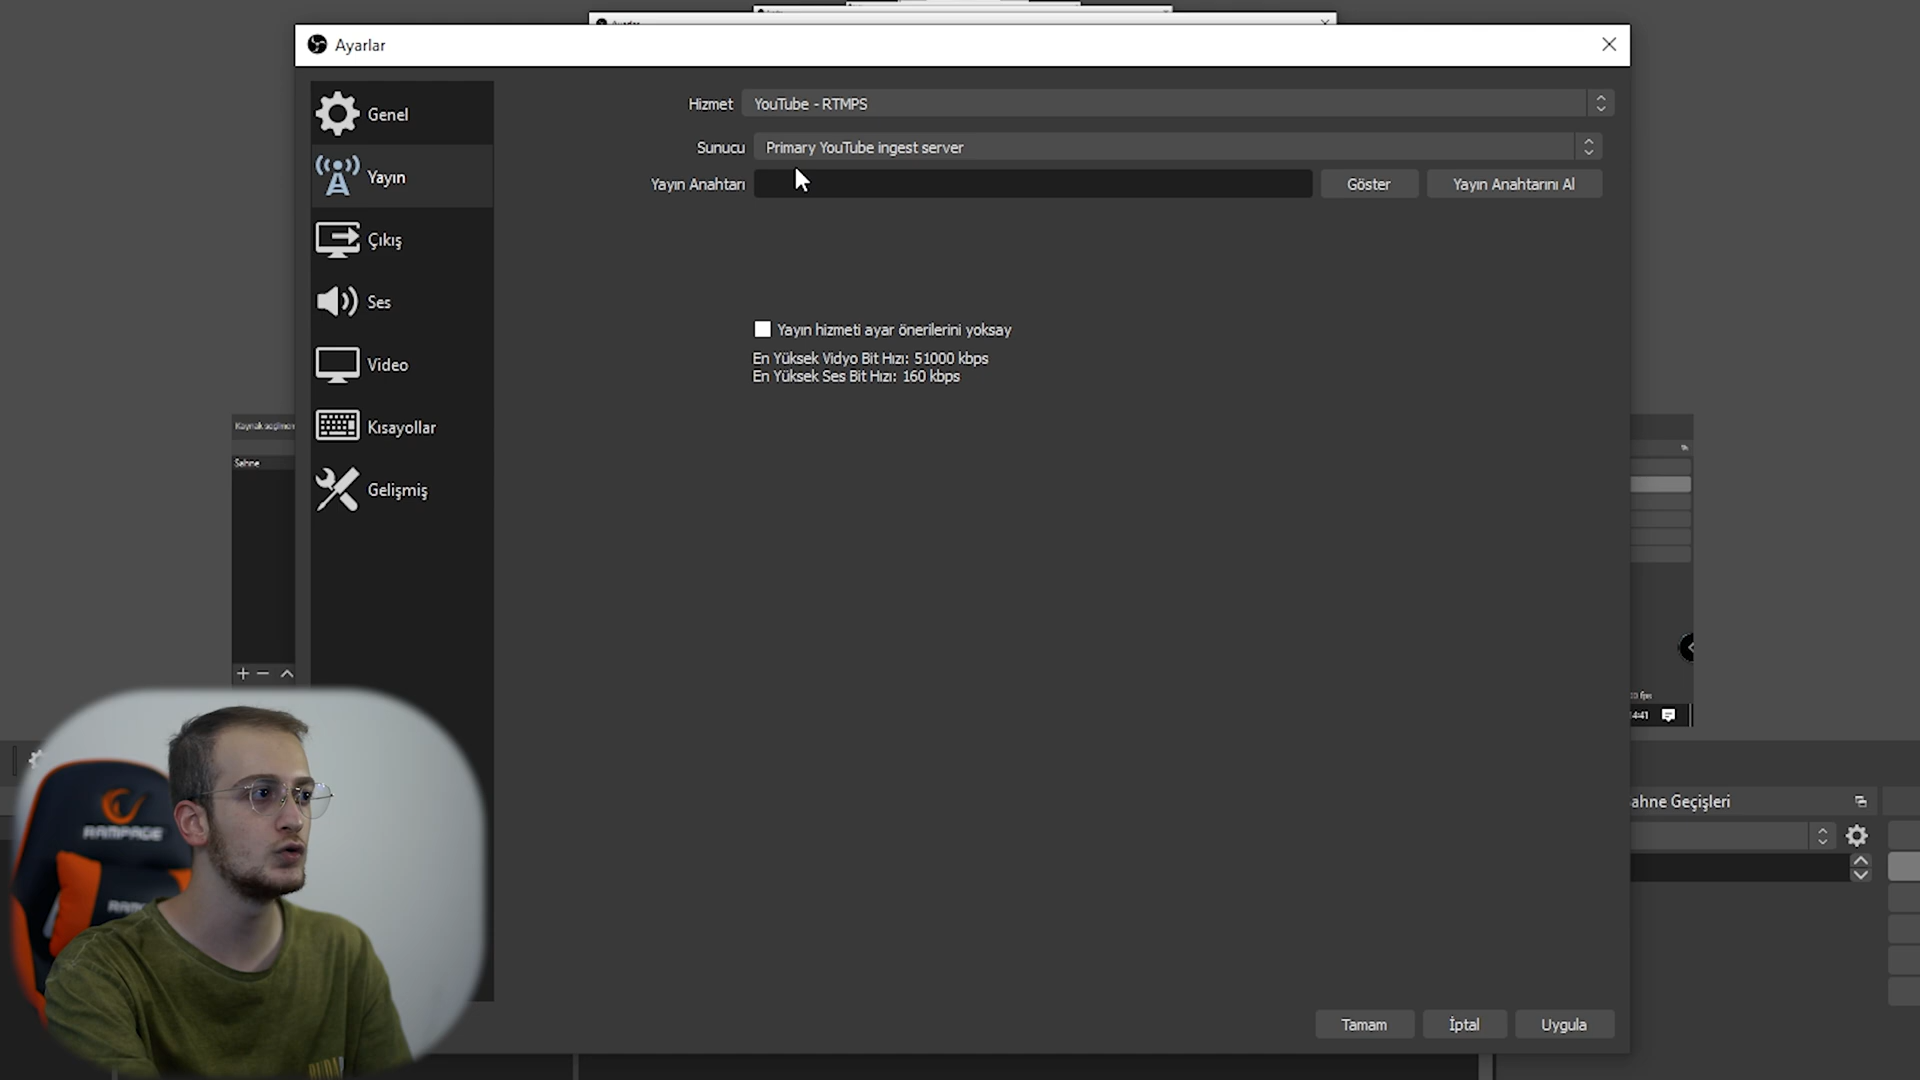 Ayarlar
Genel
Yayın
Çıkış
Ses
Video
Kısayollar
Gelişmiş
Hizmet YouTube - RTMPS
Sunucu Primary YouTube ingest server
Yayın Anahtarı Göster Yayın Anahtarını Al
Yayın hizmeti ayar önerilerini yoksay
En Yüksek Vidyo Bit Hızı: 51000 kbps
En Yüksek Ses Bit Hızı: 160 kbps
Sahne
RAMPAGE
ahne Geçişleri
Tamam İptal Uygula